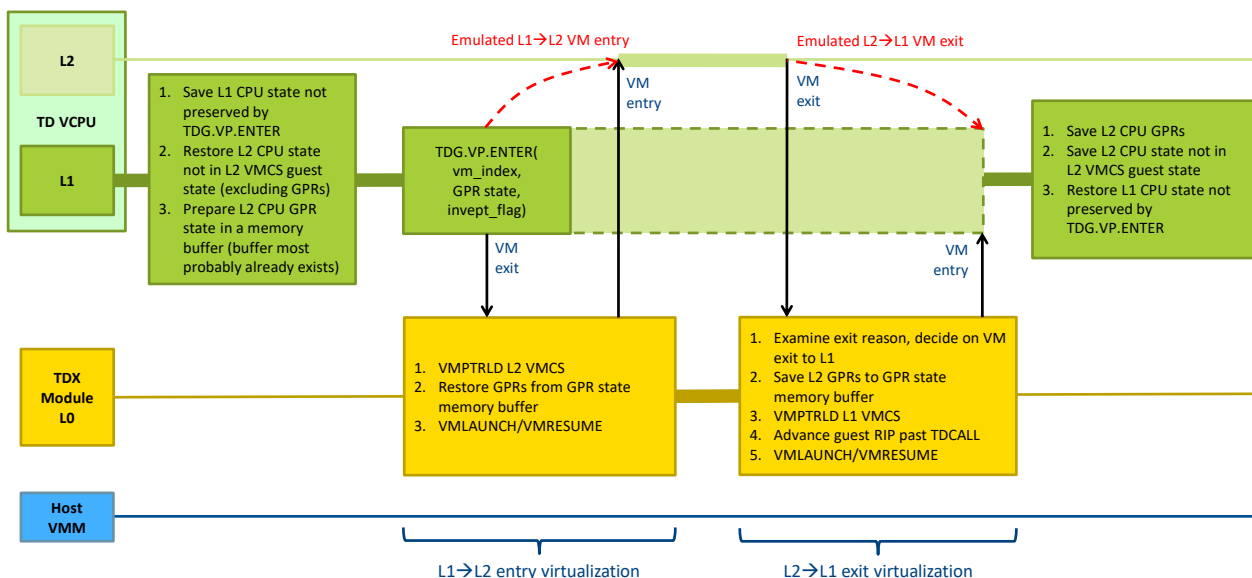 L2
TD VCPU
L1
1. Save L1 CPU state not
preserved by
TDG.VP.ENTER
2. Restore L2 CPU state
not in L2 VMCS guest
state (excluding GPRs)
3. Prepare L2 CPU GPR
state in a memory
buffer (buffer most
probably already exists)
Emulated L1→L2 VM entry
Emulated L2→L1 VM exit
VM
entry
VM
exit
TDG.VP.ENTER(
vm_index,
GPR state,
invept_flag)
VM
exit
VM
entry
1. Save L2 CPU GPRs
2. Save L2 CPU state not in
L2 VMCS guest state
3. Restore L1 CPU state not
preserved by
TDG.VP.ENTER
TDX
Module
L0
1. VMPTRLD L2 VMCS
2. Restore GPRs from GPR state
memory buffer
3. VMLAUNCH/VMRESUME
1. Examine exit reason, decide on VM
exit to L1
2. Save L2 GPRs to GPR state
memory buffer
3. VMPTRLD L1 VMCS
4. Advance guest RIP past TDCALL
5. VMLAUNCH/VMRESUME
Host
VMM
L1→L2 entry virtualization
L2→L1 exit virtualization